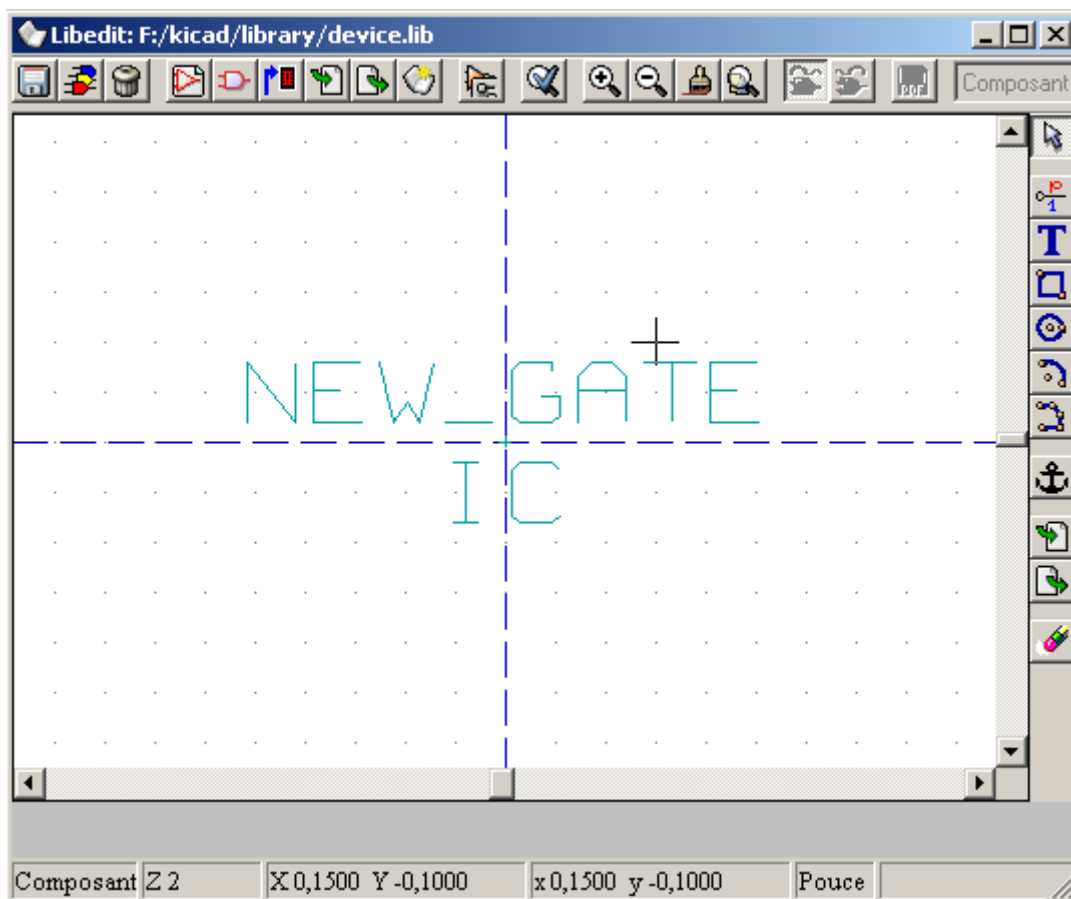 Libedit: F:/kicad/library/device.lib
Composant
NEW_GATE
IC
Composant Z 2 X 0,1500 Y -0,1000 x 0,1500 y -0,1000 Pouce